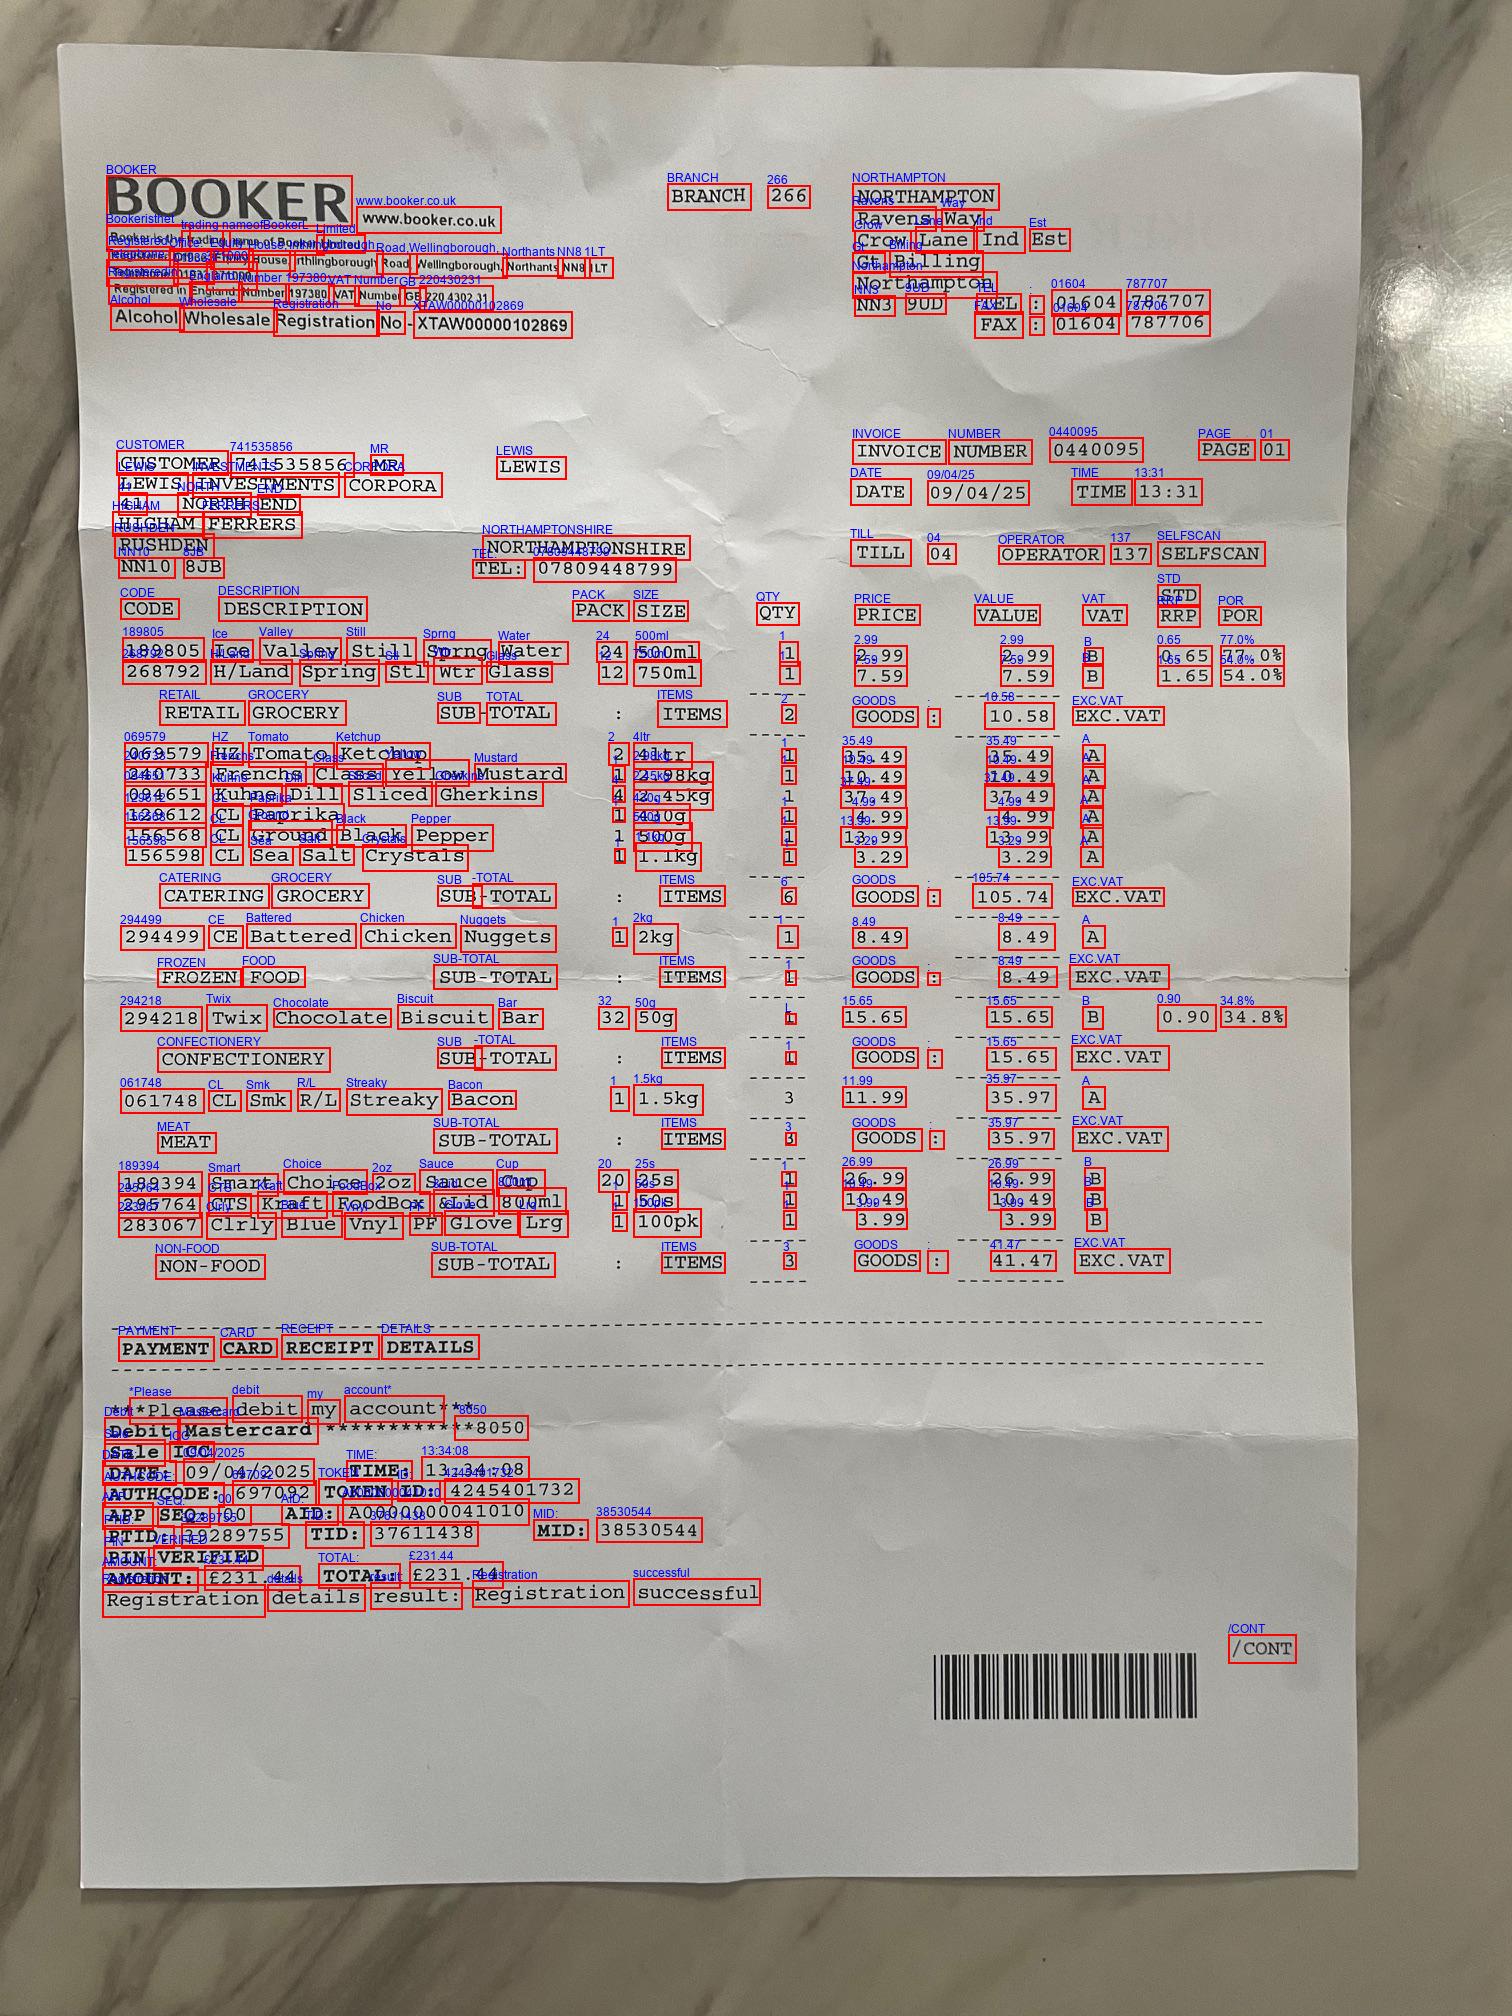 BOOKER www.booker.co.uk BRANCH 266 NORTHAMPTON
Booker is the trading name of Booker Limited Ravens Way
Registered Office: Equity House, Irthlingborough Road, Wellingborough, Northants NN8 1LT Crow Lane Ind Est
Telephone: 01933 371000 Gt Billing
Registered in England: Number 197380 VAT Number GB 220 4302 31 Northampton
Alcohol Wholesale Registration No - XTAW00000102869 NN3 9UD TEL : 01604 787707
FAX : 01604 787706
CUSTOMER 741535856 MR LEWIS INVOICE NUMBER 0440095 PAGE 01
LEWIS INVESTMENTS CORPORA DATE 09/04/25 TIME 13:31
41 NORTH END
HIGHAM FERRERS
RUSHDEN NORTHAMPTONSHIRE TILL 04 OPERATOR 137 SELFSCAN
NN10 8JB TEL: 07809448799
STD
CODE DESCRIPTION PACK SIZE QTY PRICE VALUE VAT RRP POR
189805 Ice Valley Still Sprng Water 24 500ml 1 2.99 2.99 B 0.65 77.0%
268792 H/Land Spring Stl Wtr Glass 12 750ml 1 7.59 7.59 B 1.65 54.0%
RETAIL GROCERY SUB-TOTAL : ITEMS 2 GOODS : 10.58 EXC.VAT
069579 HZ Tomato Ketchup 2 4ltr 1 35.49 35.49 A
240733 Frenchs Class Yellow Mustard 1 2.98kg 1 10.49 10.49 A
094651 Kuhne Dill Sliced Gherkins 4 2.45kg 1 37.49 37.49 A
129612 CL Paprika 1 420g 1 4.99 4.99 A
156568 CL Ground Black Pepper 1 500g 1 13.99 13.99 A
156598 CL Sea Salt Crystals 1 1.1kg 1 3.29 3.29 A
CATERING GROCERY SUB-TOTAL : ITEMS 6 GOODS : 105.74 EXC.VAT
294499 CE Battered Chicken Nuggets 1 2kg 1 8.49 8.49 A
FROZEN FOOD SUB-TOTAL : ITEMS 1 GOODS : 8.49 EXC.VAT
294218 Twix Chocolate Biscuit Bar 32 50g 1 15.65 15.65 B 0.90 34.8%
CONFECTIONERY SUB-TOTAL : ITEMS 1 GOODS : 15.65 EXC.VAT
061748 CL Smk R/L Streaky Bacon 1 1.5kg 3 11.99 35.97 A
MEAT SUB-TOTAL : ITEMS 3 GOODS : 35.97 EXC.VAT
189394 Smart Choice 2oz Sauce Cup 20 25s 1 26.99 26.99 B
295764 CTS Kraft FoodBox &Lid 800ml 1 50s 1 10.49 10.49 B
283067 Clrly Blue Vnyl PF Glove Lrg 1 100pk 1 3.99 3.99 B
NON-FOOD SUB-TOTAL : ITEMS 3 GOODS : 41.47 EXC.VAT
PAYMENT CARD RECEIPT DETAILS
***Please debit my account***
Debit Mastercard ************8050
Sale ICC
DATE: 09/04/2025 TIME: 13:34:08
AUTHCODE: 697092 TOKEN ID: 4245401732
APP SEQ: 00 AID: A0000000041010
PTID: 39289755 TID: 37611438 MID: 38530544
PIN VERIFIED
AMOUNT: £231.44 TOTAL: £231.44
Registration details result: Registration successful
/CONT